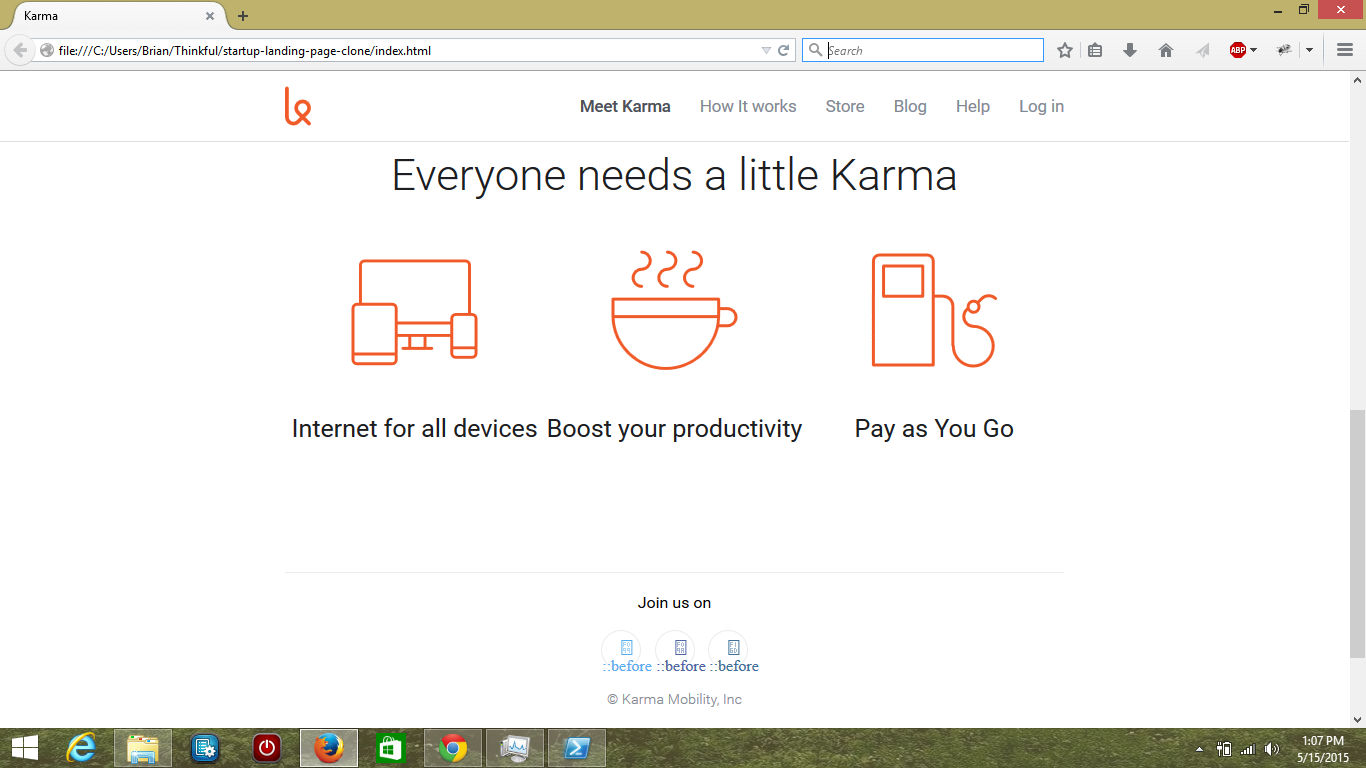 Karma
file:///C:/Users/Brian/Thinkful/startup-landing-page-clone/index.html
Search
ABP
Meet Karma How It works Store Blog Help Log in
Everyone needs a little Karma
Internet for all devices Boost your productivity Pay as You Go
Join us on
::before ::before ::before
© Karma Mobility, Inc
1:07 PM
5/15/2015